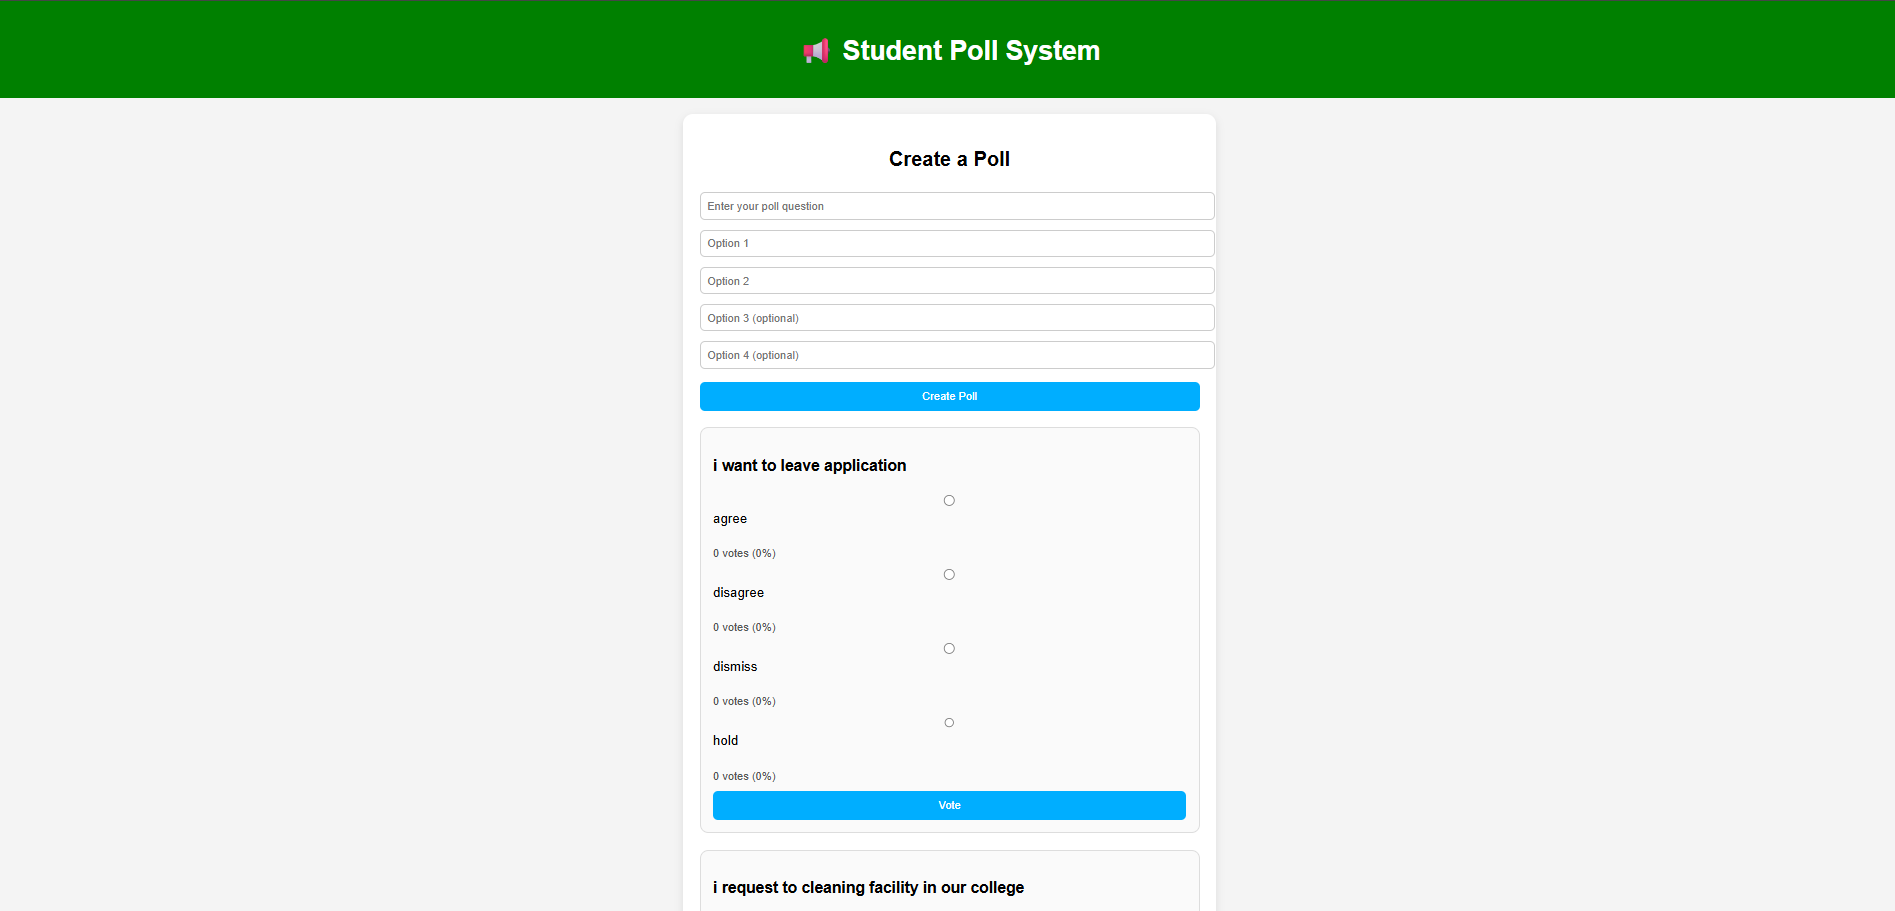 Student Poll System
Create a Poll
Enter your poll question
Option 1
Option 2
Option 3 (optional)
Option 4 (optional)
Create Poll
i want to leave application
agree
0 votes (0%)
disagree
0 votes (0%)
dismiss
0 votes (0%)
hold
0 votes (0%)
Vote
i request to cleaning facility in our college